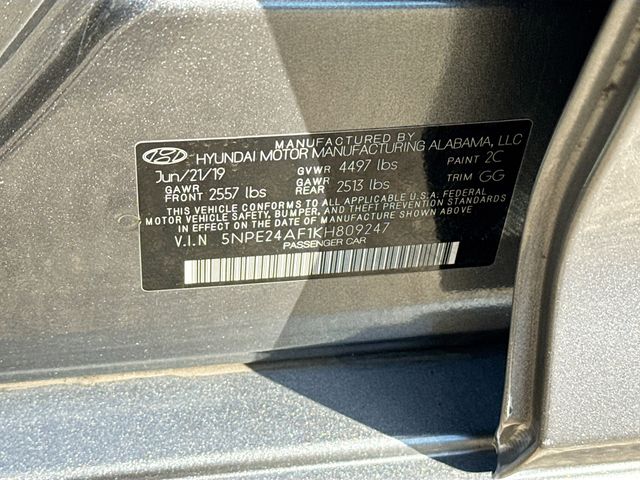 MANUFACTURED BY
HYUNDAI MOTOR MANUFACTURING ALABAMA, LLC
Jun/21/19 GVWR 4497 lbs PAINT 2C
GAWR FRONT 2557 lbs GAWR REAR 2513 lbs TRIM GG
THIS VEHICLE CONFORMS TO ALL APPLICABLE U.S.A. FEDERAL
MOTOR VEHICLE SAFETY, BUMPER, AND THEFT PREVENTION STANDARDS
IN EFFECT ON THE DATE OF MANUFACTURE SHOWN ABOVE.
V.I.N 5NPE24AF1KH809247
PASSENGER CAR